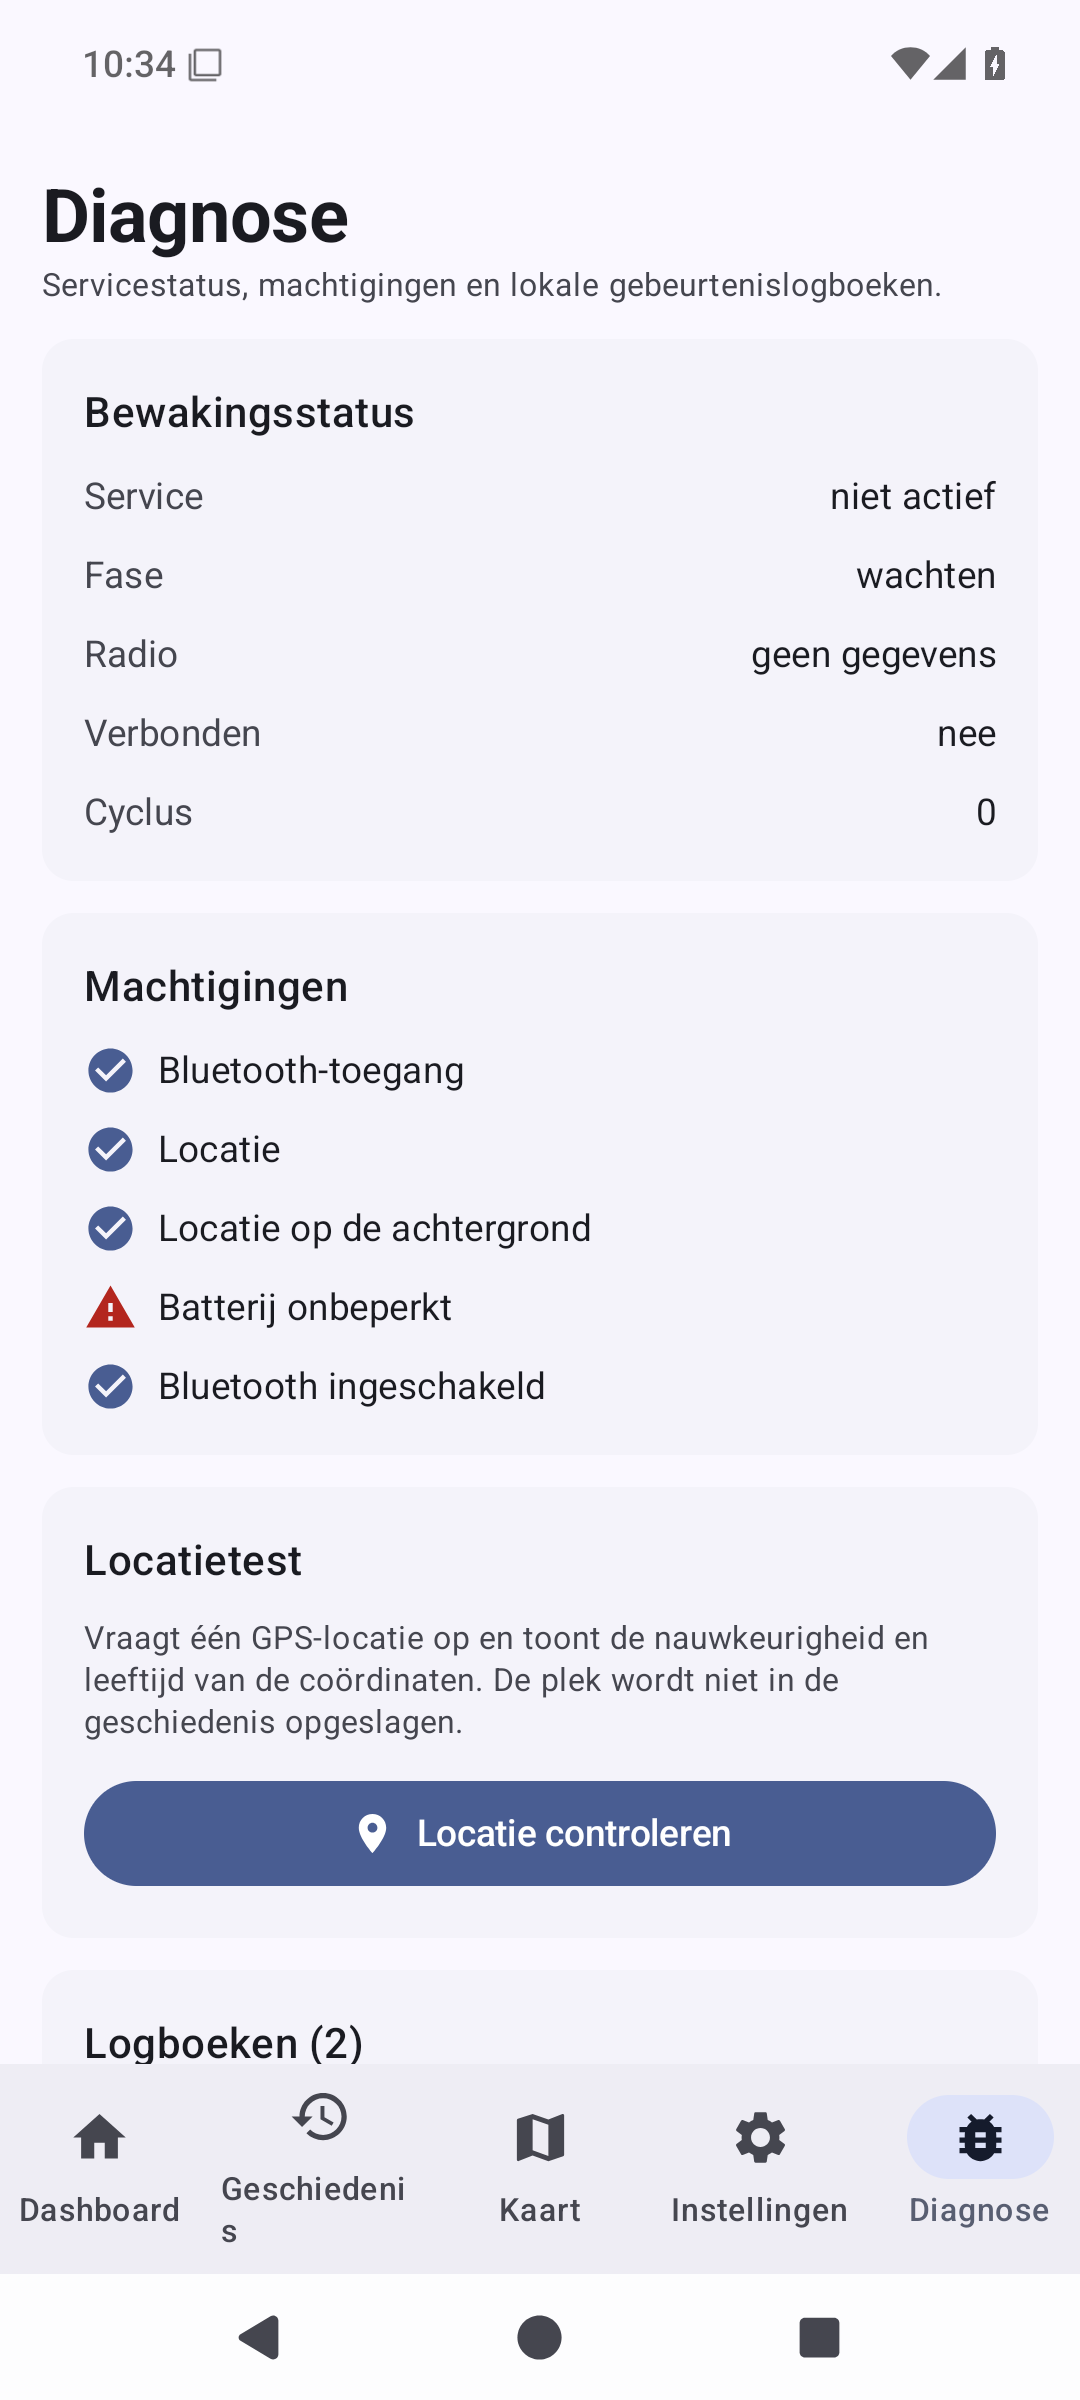 10:34
Diagnose
Servicestatus, machtigingen en lokale gebeurtenislogboeken.
Bewakingsstatus
Service niet actief
Fase wachten
Radio geen gegevens
Verbonden nee
Cyclus 0
Machtigingen
Bluetooth-toegang
Locatie
Locatie op de achtergrond
Batterij onbeperkt
Bluetooth ingeschakeld
Locatietest
Vraagt één GPS-locatie op en toont de nauwkeurigheid en
leeftijd van de coördinaten. De plek wordt niet in de
geschiedenis opgeslagen.
Locatie controleren
Logboeken (2)
Dashboard
Geschiedeni
s
Kaart
Instellingen
Diagnose